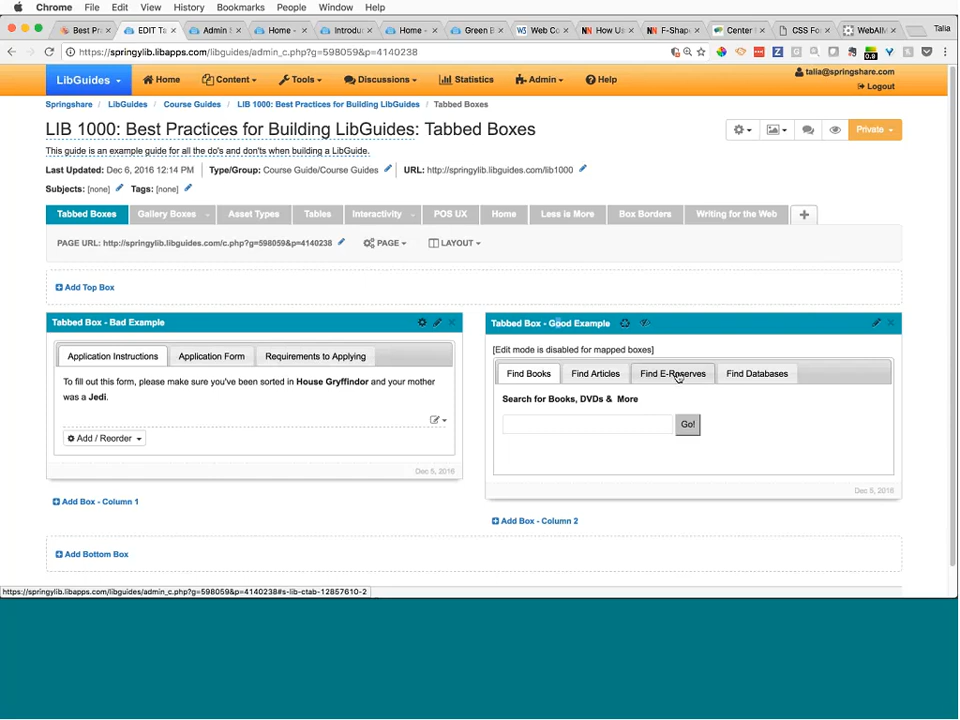 Chrome File Edit View History Bookmarks People Window Help
Best Pra EDIT Ta Admin Home - Introdu Home - Green B Web Co How Us F-Shap Center CSS Fo WebAIM Talia
https://springylib.libapps.com/libguides/admin_c.php?g=598059&p=4140238
LibGuides Home Content Tools Discussions Statistics Admin Help talia@springshare.com
Logout
Springshare / LibGuides / Course Guides / LIB 1000: Best Practices for Building LibGuides / Tabbed Boxes
LIB 1000: Best Practices for Building LibGuides: Tabbed Boxes
Private
This guide is an example guide for all the do's and don'ts when building a LibGuide.
Last Updated: Dec 6, 2016 12:14 PM Type/Group: Course Guide/Course Guides URL: http://springylib.libguides.com/lib1000
Subjects: [none] Tags: [none]
Tabbed Boxes Gallery Boxes Asset Types Tables Interactivity POS UX Home Less is More Box Borders Writing for the Web
PAGE URL: http://springylib.libguides.com/c.php?g=598059&p=4140238 PAGE LAYOUT
Add Top Box
Tabbed Box - Bad Example
Application Instructions Application Form Requirements to Applying
To fill out this form, please make sure you've been sorted in House Gryffindor and your mother
was a Jedi.
Add / Reorder
Dec 5, 2016
Add Box - Column 1
Tabbed Box - Good Example
[Edit mode is disabled for mapped boxes]
Find Books Find Articles Find E-Reserves Find Databases
Search for Books, DVDs & More
Go!
Dec 5, 2016
Add Box - Column 2
Add Bottom Box
https://springylib.libapps.com/libguides/admin_c.php?g=598059&p=4140238#s-lib-ctab-12857610-2